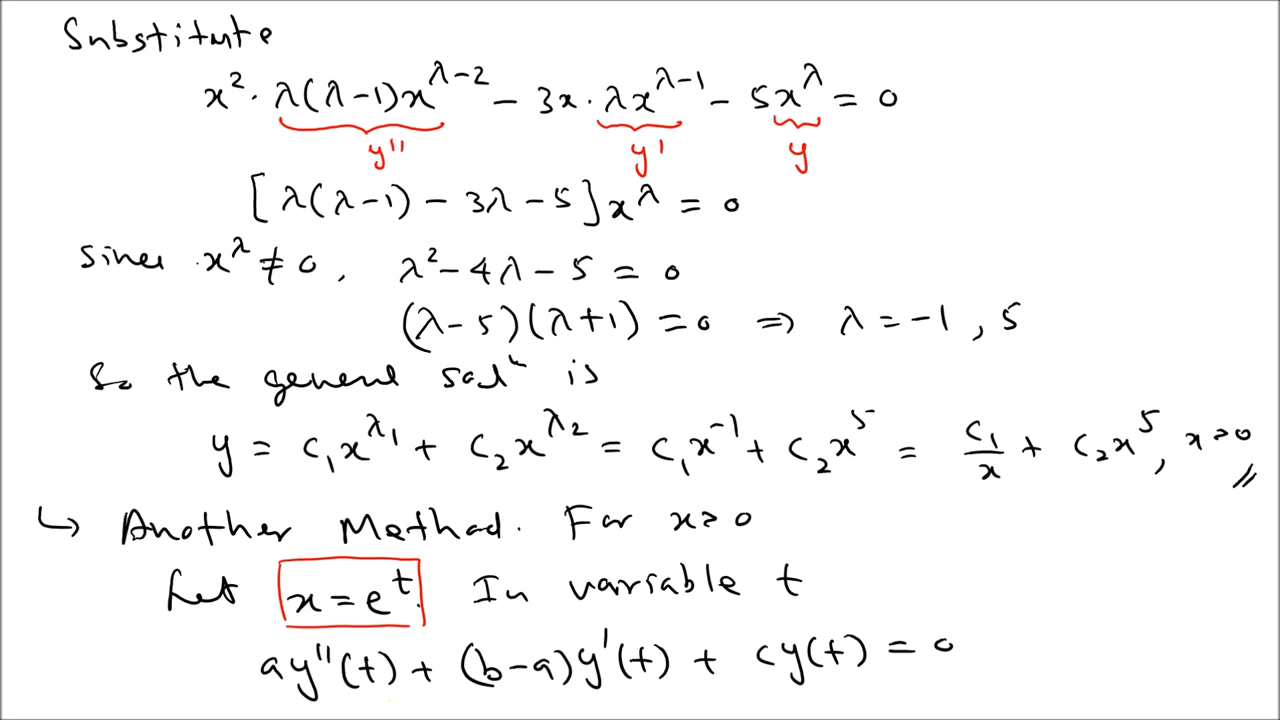 Substitute
x²· λ(λ-1)x^{λ-2} - 3x· λx^{λ-1} - 5x^λ = 0
y'' y' y
[λ(λ-1) - 3λ - 5]x^λ = 0
Since x^λ ≠ 0, λ² - 4λ - 5 = 0
(λ-5)(λ+1) = 0 ⇒ λ = -1, 5
So the general solⁿ is
y = c₁x^{λ₁} + c₂x^{λ₂} = c₁x^{-1} + c₂x^5 = c₁/x + c₂x^5, x>0 //
↳ Another Method. For x>0
Let x = e^t. In variable t
ay''(t) + (b-a)y'(t) + cy(t) = 0